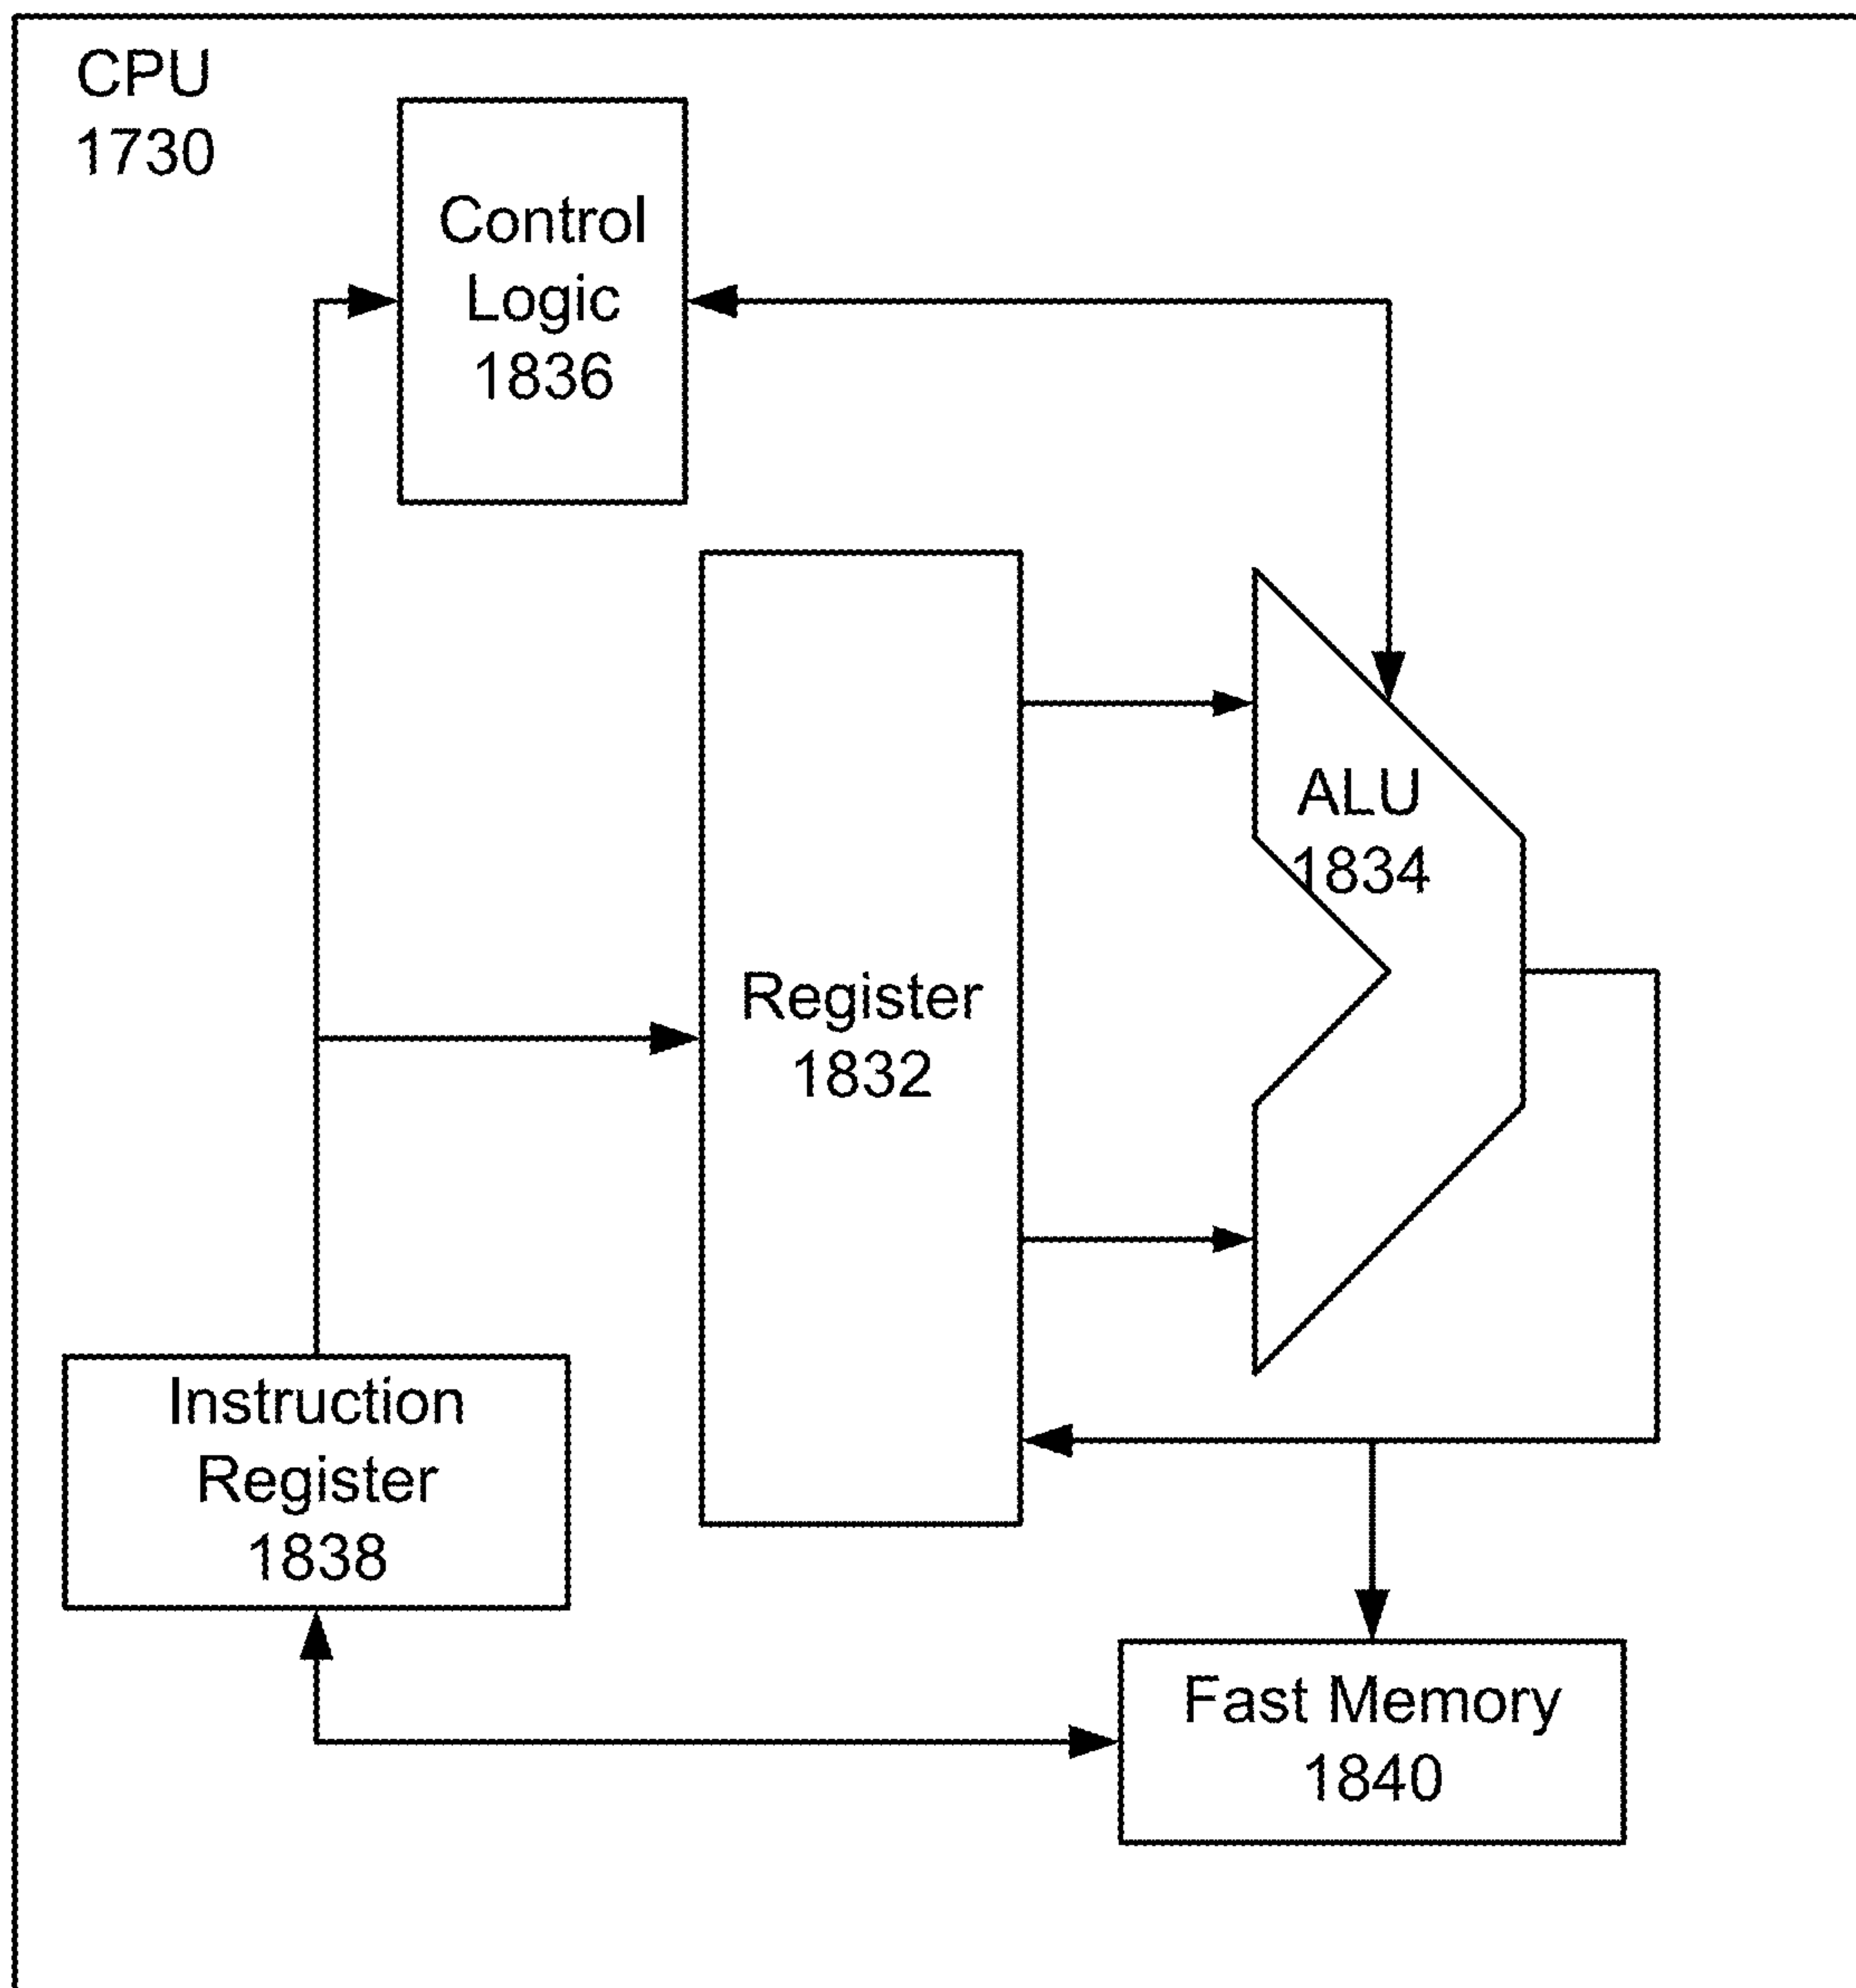 CPU
1730
Control
Logic
1836
ALU
1834
Register
1832
Instruction
Register
1838
Fast Memory
1840